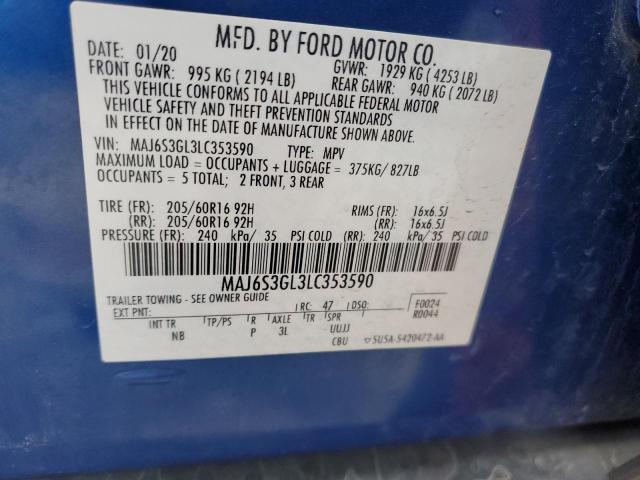 MFD. BY FORD MOTOR CO.
DATE: 01/20 GVWR: 1929 KG (4253 LB)
FRONT GAWR: 995 KG (2194 LB) REAR GAWR: 940 KG (2072 LB)
THIS VEHICLE CONFORMS TO ALL APPLICABLE FEDERAL MOTOR
VEHICLE SAFETY AND THEFT PREVENTION STANDARDS
IN EFFECT ON THE DATE OF MANUFACTURE SHOWN ABOVE.
VIN: MAJ6S3GL3LC353590 TYPE: MPV
MAXIMUM LOAD = OCCUPANTS + LUGGAGE = 375KG/ 827LB
OCCUPANTS = 5 TOTAL; 2 FRONT, 3 REAR
TIRE (FR): 205/60R16 92H RIMS (FR): 16x6.5J
(RR): 205/60R16 92H (RR): 16x6.5J
PRESSURE (FR): 240 kPa/ 35 PSI COLD (RR): 240 kPa/ 35 PSI COLD
MAJ6S3GL3LC353590
TRAILER TOWING - SEE OWNER GUIDE
EXT PNT: RC: 47 DSO: F0024
INT TR TP/PS R AXLE TR SPR R0044
NB P 3L UUJJ
CBU 5U5A-5420472-AA